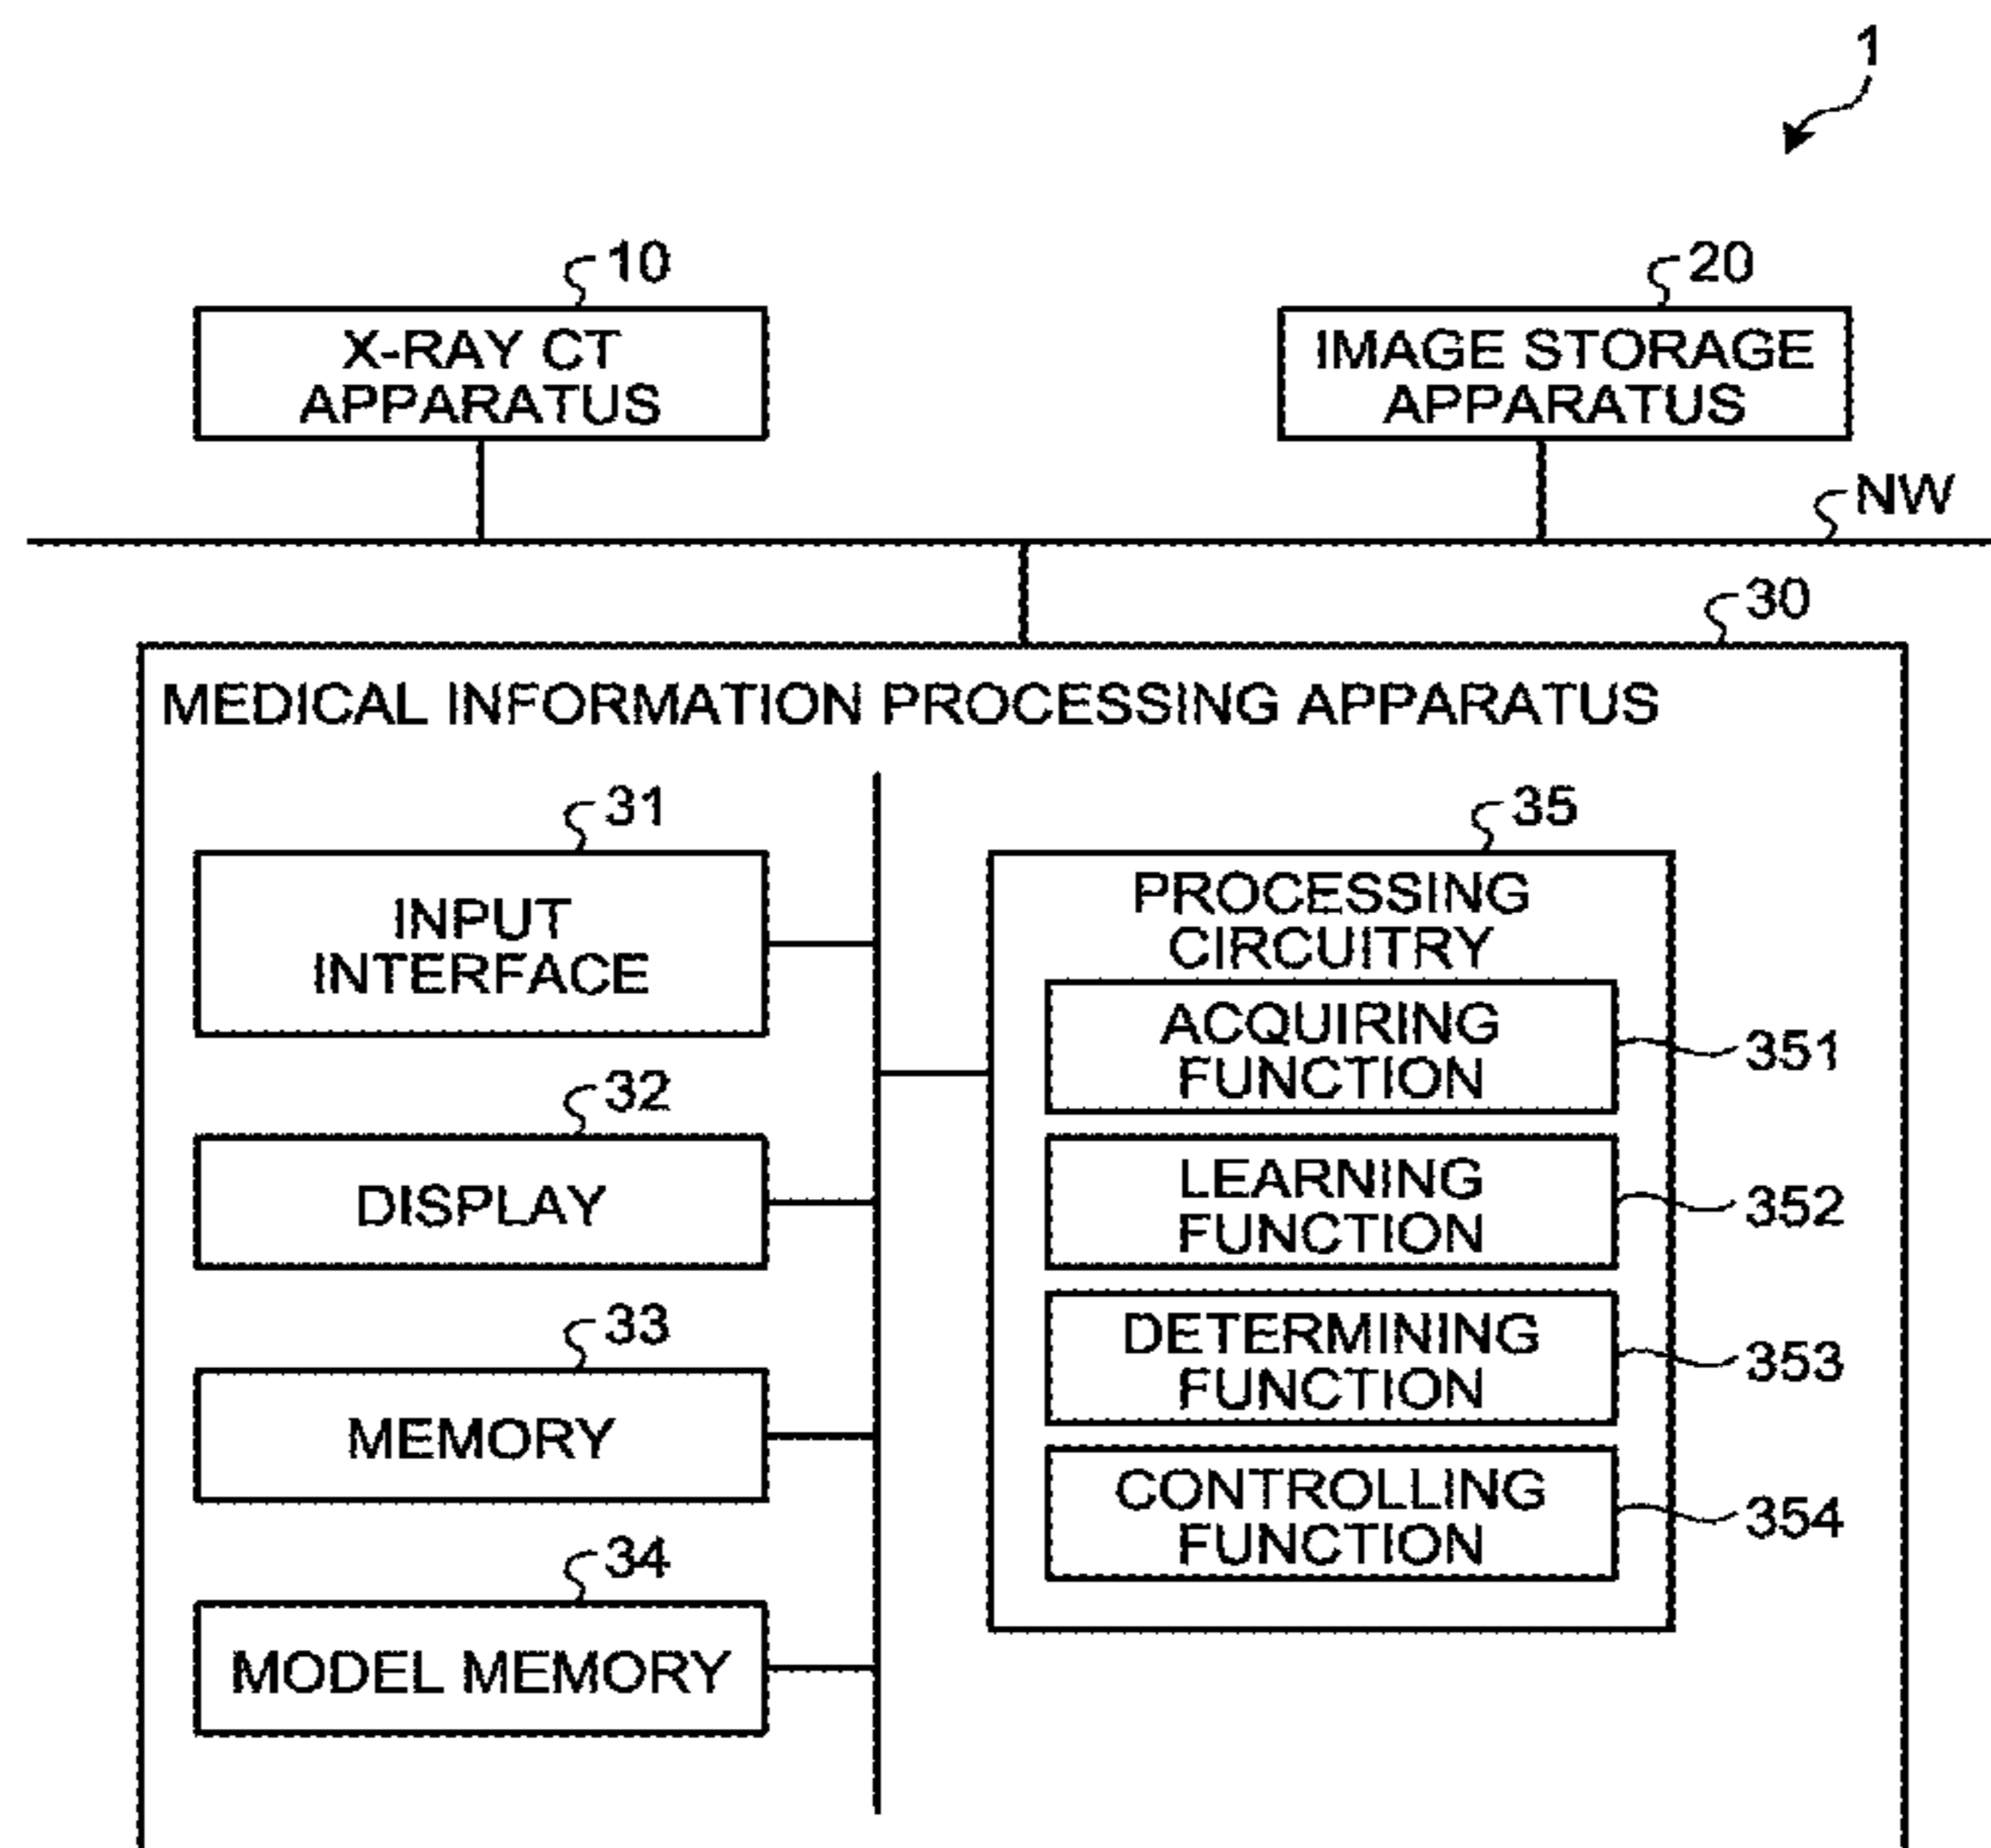 1
10
X-RAY CT
APPARATUS
20
IMAGE STORAGE
APPARATUS
NW
30
MEDICAL INFORMATION PROCESSING APPARATUS
31
INPUT
INTERFACE
32
DISPLAY
33
MEMORY
34
MODEL MEMORY
35
PROCESSING
CIRCUITRY
ACQUIRING
FUNCTION
351
LEARNING
FUNCTION
352
DETERMINING
FUNCTION
353
CONTROLLING
FUNCTION
354